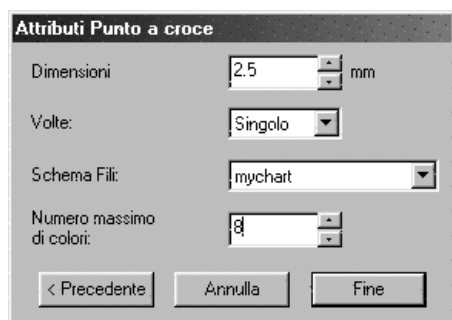 Attributi Punto a croce
Dimensioni 2.5 mm
Volte: Singolo
Schema Fili: mychart
Numero massimo
di colori: 8
< Precedente Annulla Fine